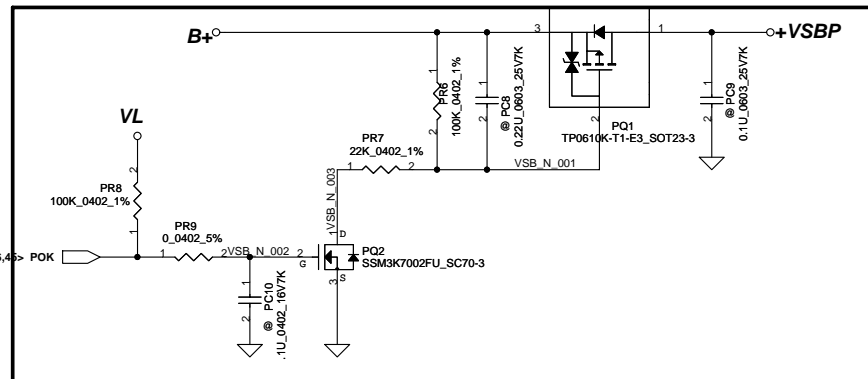 B+
3
1
+VSBP
1
2
PR6
100K_0402_1%
1
2
@ PC8
0.22U_0603_25V7K
2
PQ1
TP0610K-T1-E3_SOT23-3
1
2
@ PC9
0.1U_0603_25V7K
VL
2
1
PR8
100K_0402_1%
PR7
1
2
22K_0402_1%
VSB_N_001
VSB_N_003
PR9
0_0402_5%
POK
1
2
VSB_N_002
2
G
1
D
S
3
PQ2
SSM3K7002FU_SC70-3
1
2
@ PC10
.1U_0402_16V7K